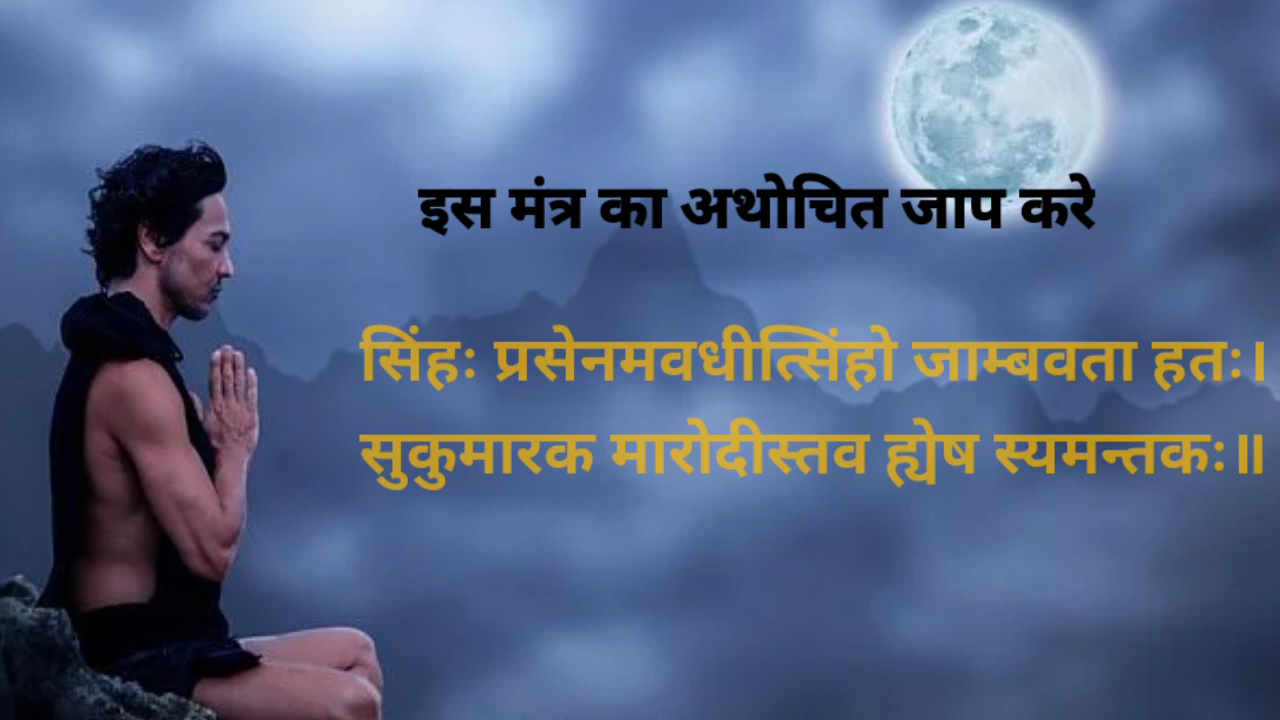 इस मंत्र का अथोचित जाप करे
सिंहः प्रसेनमवधीत्सिंहो जाम्बवता हतः।
सुकुमारक मारोदीस्तव ह्येष स्यमन्तकः॥